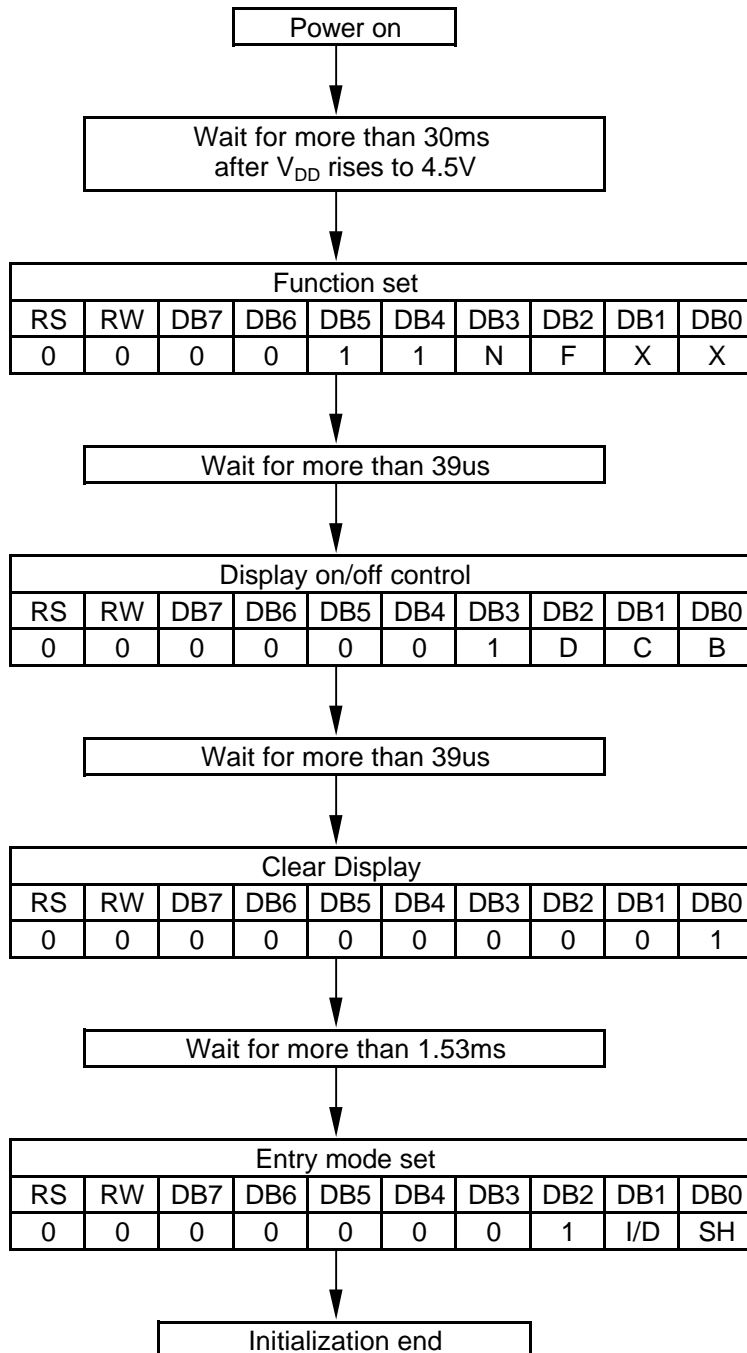 Power on
Wait for more than 30ms
after VDD rises to 4.5V
Function set
RS RW DB7 DB6 DB5 DB4 DB3 DB2 DB1 DB0
0 0 0 0 1 1 N F X X
Wait for more than 39us
Display on/off control
RS RW DB7 DB6 DB5 DB4 DB3 DB2 DB1 DB0
0 0 0 0 0 0 1 D C B
Wait for more than 39us
Clear Display
RS RW DB7 DB6 DB5 DB4 DB3 DB2 DB1 DB0
0 0 0 0 0 0 0 0 0 1
Wait for more than 1.53ms
Entry mode set
RS RW DB7 DB6 DB5 DB4 DB3 DB2 DB1 DB0
0 0 0 0 0 0 0 1 I/D SH
Initialization end